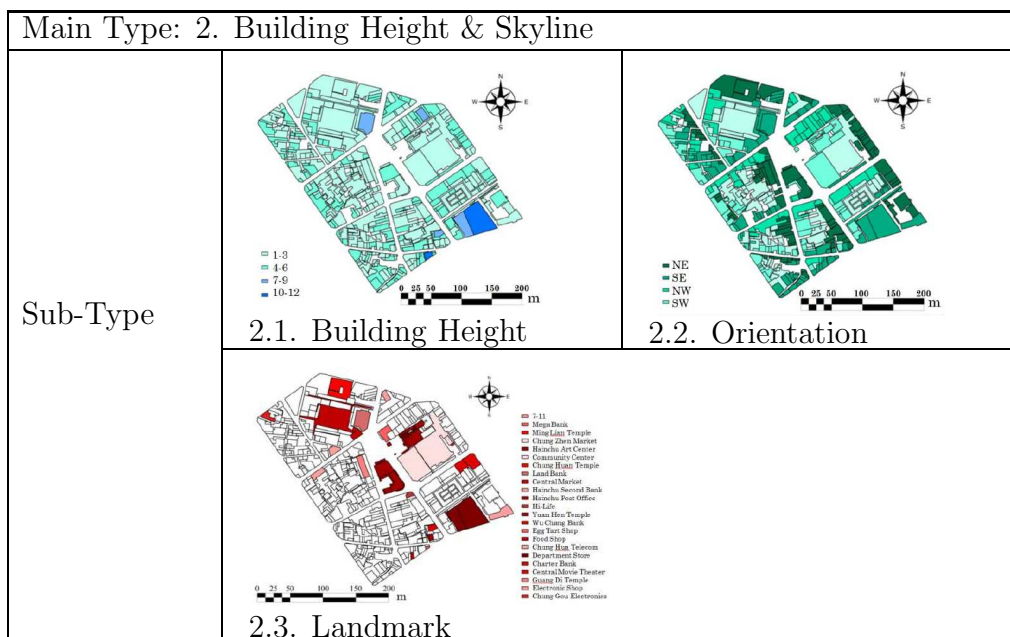 Main Type: 2. Building Height & Skyline
Sub-Type
N
W
E
S
1-3
4-6
7-9
10-12
0 25 50 100 150 200
m
2.1. Building Height
N
W
E
S
NE
SE
NW
SW
0 25 50 100 150 200
m
2.2. Orientation
7-11
Mega Bank
Ming Lian Temple
Chung Zhen Market
Hsinchu Art Center
Community Center
Chang Huan Temple
Land Bank
Central Market
Hsinchu Second Bank
Hsinchu Post Office
Hi-Life
Yuan Hen Temple
Wu Chang Bank
Egg Tart Shop
Food Shop
Chung Hua Telecom
Department Store
Charter Bank
Central Movie Theater
Guang Di Temple
Electronic Shop
Chung Gou Electronics
0 25 50 100 150 200
m
2.3. Landmark